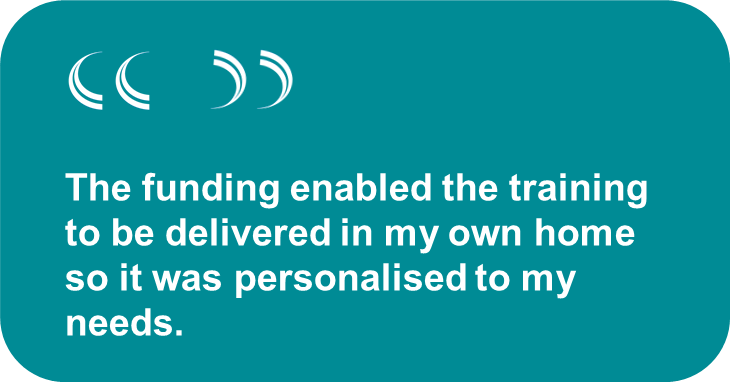 The funding enabled the training
to be delivered in my own home
so it was personalised to my
needs.